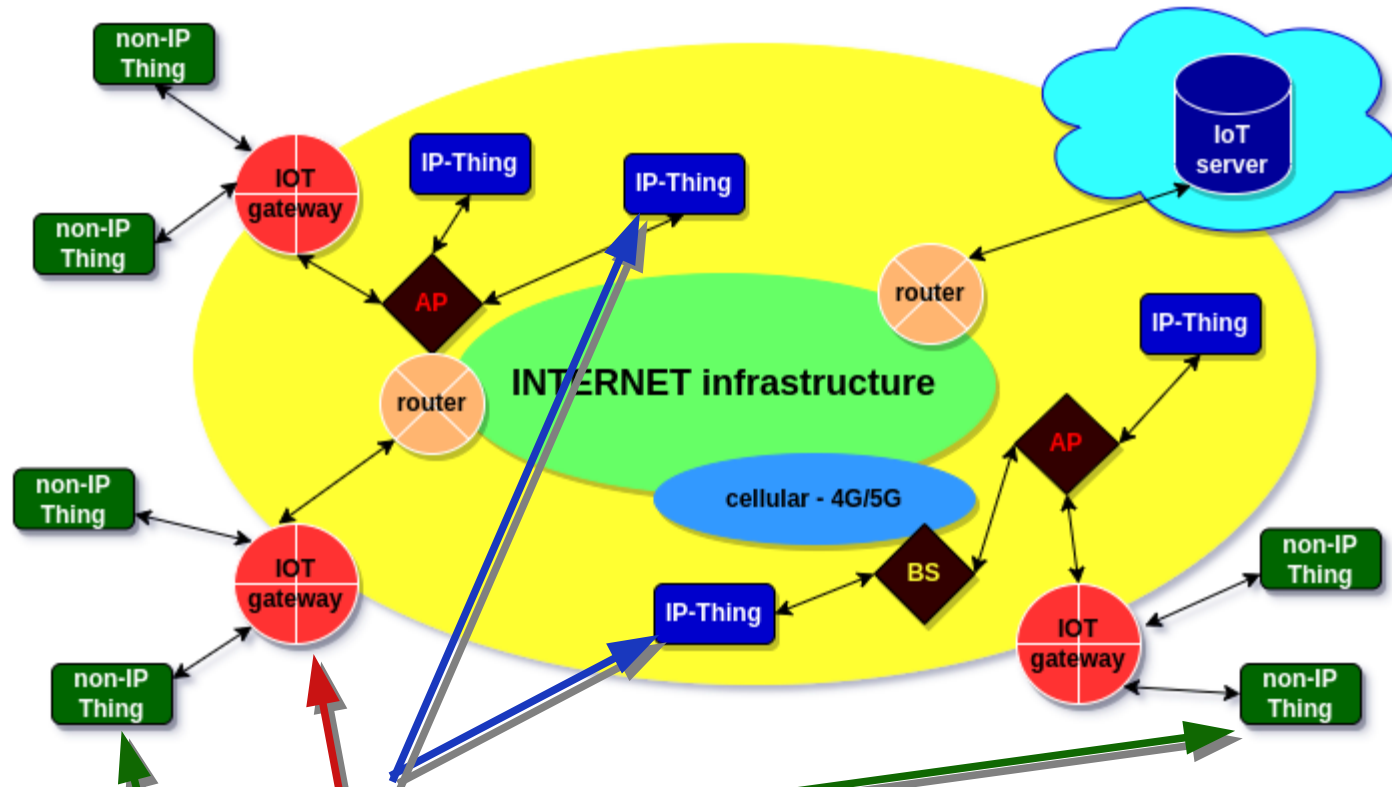 non-IP
Thing
IoT
server
IP-Thing
IP-Thing
IOT
gateway
non-IP
Thing
router
AP
IP-Thing
INTERNET infrastructure
router
AP
cellular - 4G/5G
non-IP
Thing
BS
non-IP
Thing
IOT
gateway
IP-Thing
IOT
gateway
non-IP
Thing
non-IP
Thing